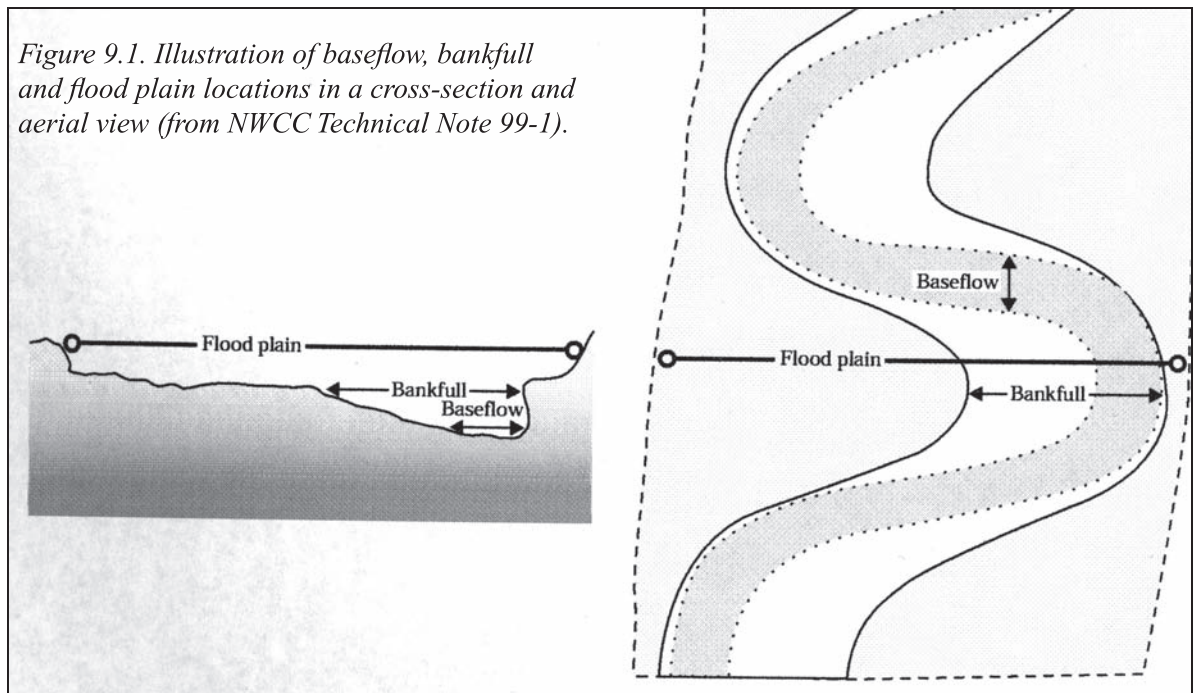 Figure 9.1. Illustration of baseflow, bankfull
and flood plain locations in a cross-section and
aerial view (from NWCC Technical Note 99-1).
Flood plain
Bankfull
Baseflow
Baseflow
Flood plain
Bankfull